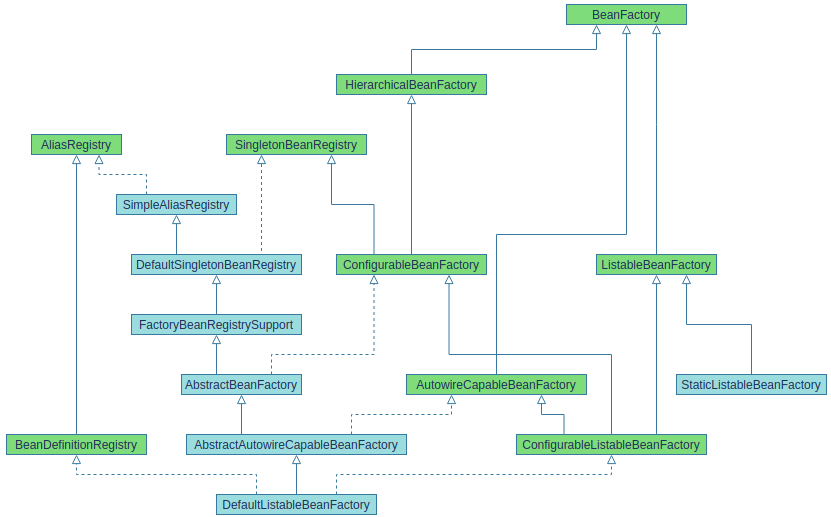 BeanFactory
HierarchicalBeanFactory
AliasRegistry
SingletonBeanRegistry
SimpleAliasRegistry
DefaultSingletonBeanRegistry
ConfigurableBeanFactory
ListableBeanFactory
FactoryBeanRegistrySupport
AbstractBeanFactory
AutowireCapableBeanFactory
StaticListableBeanFactory
BeanDefinitionRegistry
AbstractAutowireCapableBeanFactory
ConfigurableListableBeanFactory
DefaultListableBeanFactory